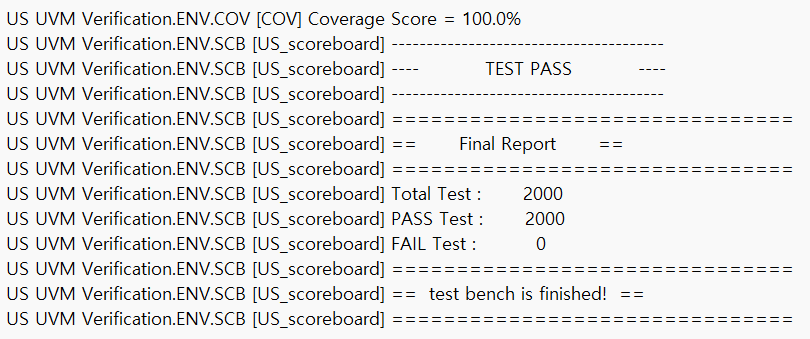 US UVM Verification.ENV.COV [COV] Coverage Score = 100.0%
US UVM Verification.ENV.SCB [US_scoreboard] ---------------------------------------
US UVM Verification.ENV.SCB [US_scoreboard] ----          TEST PASS          ----
US UVM Verification.ENV.SCB [US_scoreboard] ---------------------------------------
US UVM Verification.ENV.SCB [US_scoreboard] ===============================
US UVM Verification.ENV.SCB [US_scoreboard] ==      Final Report      ==
US UVM Verification.ENV.SCB [US_scoreboard] ===============================
US UVM Verification.ENV.SCB [US_scoreboard] Total Test :      2000
US UVM Verification.ENV.SCB [US_scoreboard] PASS Test :      2000
US UVM Verification.ENV.SCB [US_scoreboard] FAIL Test :         0
US UVM Verification.ENV.SCB [US_scoreboard] ===============================
US UVM Verification.ENV.SCB [US_scoreboard] ==  test bench is finished!  ==
US UVM Verification.ENV.SCB [US_scoreboard] ===============================